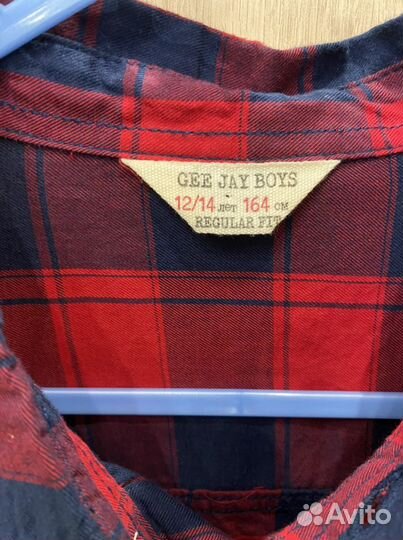 GEE JAY BOYS
12/14 лет 164 см
REGULAR FIT
Avito